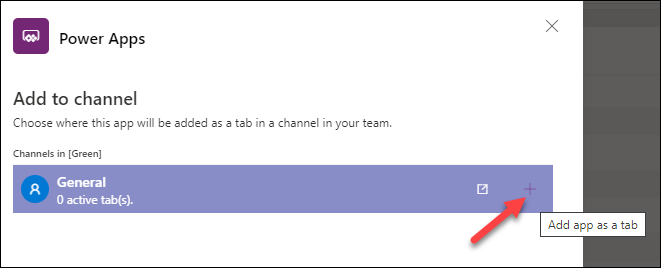 Power Apps
Add to channel
Choose where this app will be added as a tab in a channel in your team.
Channels in [Green]
General
0 active tab(s).
Add app as a tab